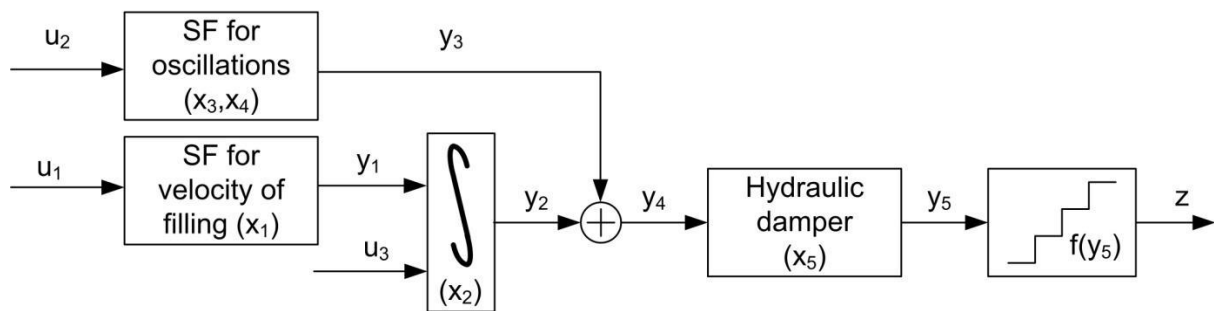 u₂
SF for
oscillations
(x₃,x₄)
y₃
u₁
SF for
velocity of
filling (x₁)
y₁
u₃
(x₂)
y₂
y₄
Hydraulic
damper
(x₅)
y₅
f(y₅)
z